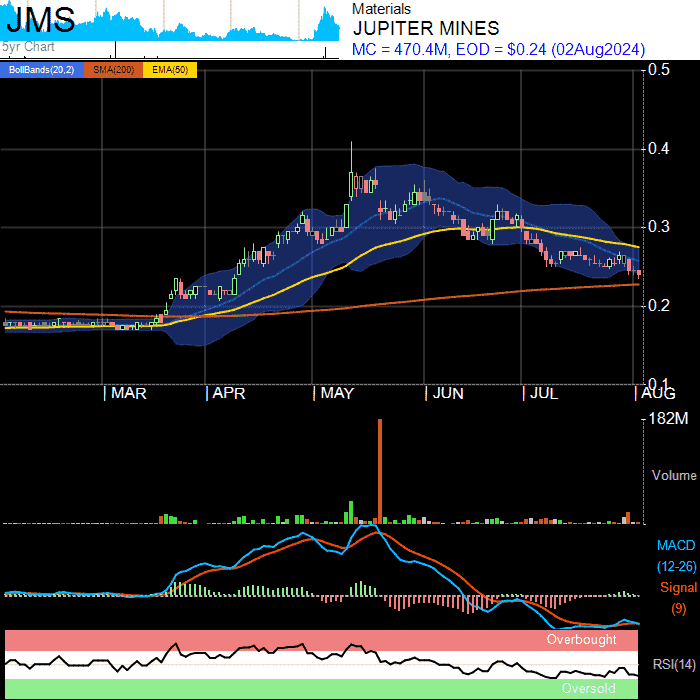 JMS
5yr Chart
Materials
JUPITER MINES
MC = 470.4M, EOD = $0.24 (02Aug2024)
BollBands(20,2) SMA(200) EMA(50)
0.5
0.4
0.3
0.2
0.1
MAR APR MAY JUN JUL AUG
182M
Volume
MACD
(12-26)
Signal
(9)
Overbought
RSI(14)
Oversold